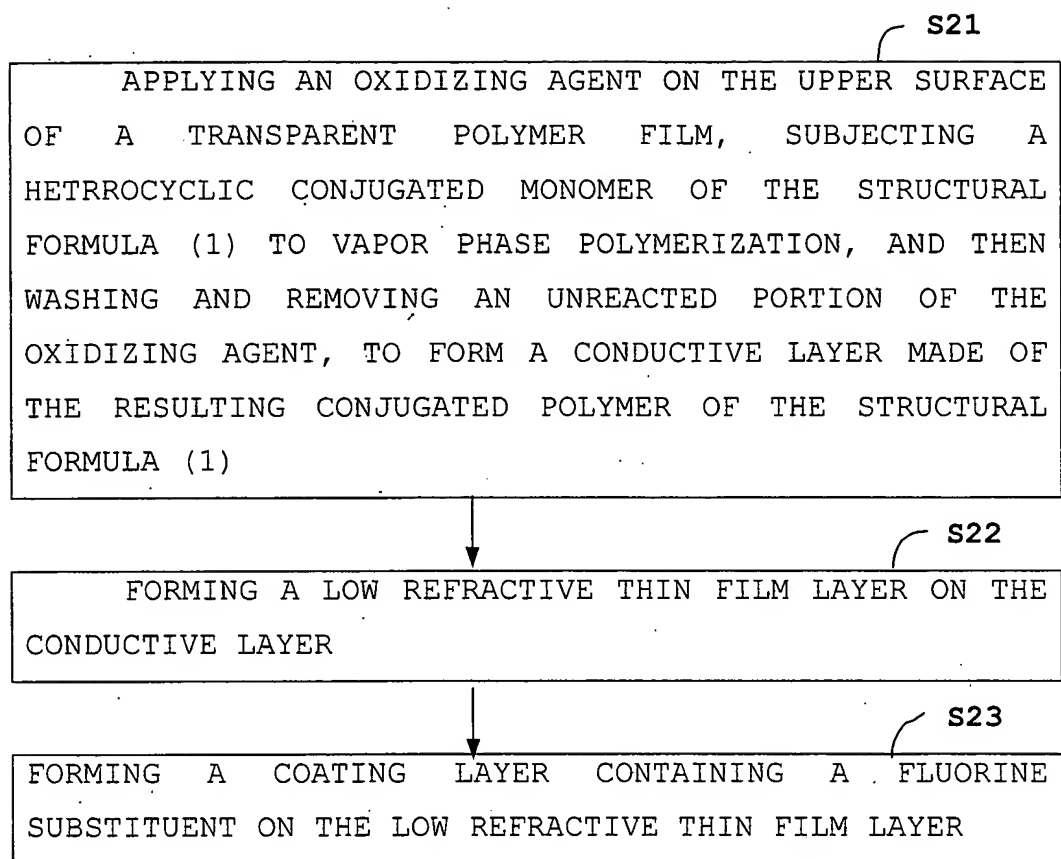 S21
APPLYING AN OXIDIZING AGENT ON THE UPPER SURFACE
OF A TRANSPARENT POLYMER FILM, SUBJECTING A
HETRROCYCLIC CONJUGATED MONOMER OF THE STRUCTURAL
FORMULA (1) TO VAPOR PHASE POLYMERIZATION, AND THEN
WASHING AND REMOVING AN UNREACTED PORTION OF THE
OXIDIZING AGENT, TO FORM A CONDUCTIVE LAYER MADE OF
THE RESULTING CONJUGATED POLYMER OF THE STRUCTURAL
FORMULA (1)
S22
FORMING A LOW REFRACTIVE THIN FILM LAYER ON THE
CONDUCTIVE LAYER
S23
FORMING A COATING LAYER CONTAINING A FLUORINE
SUBSTITUENT ON THE LOW REFRACTIVE THIN FILM LAYER